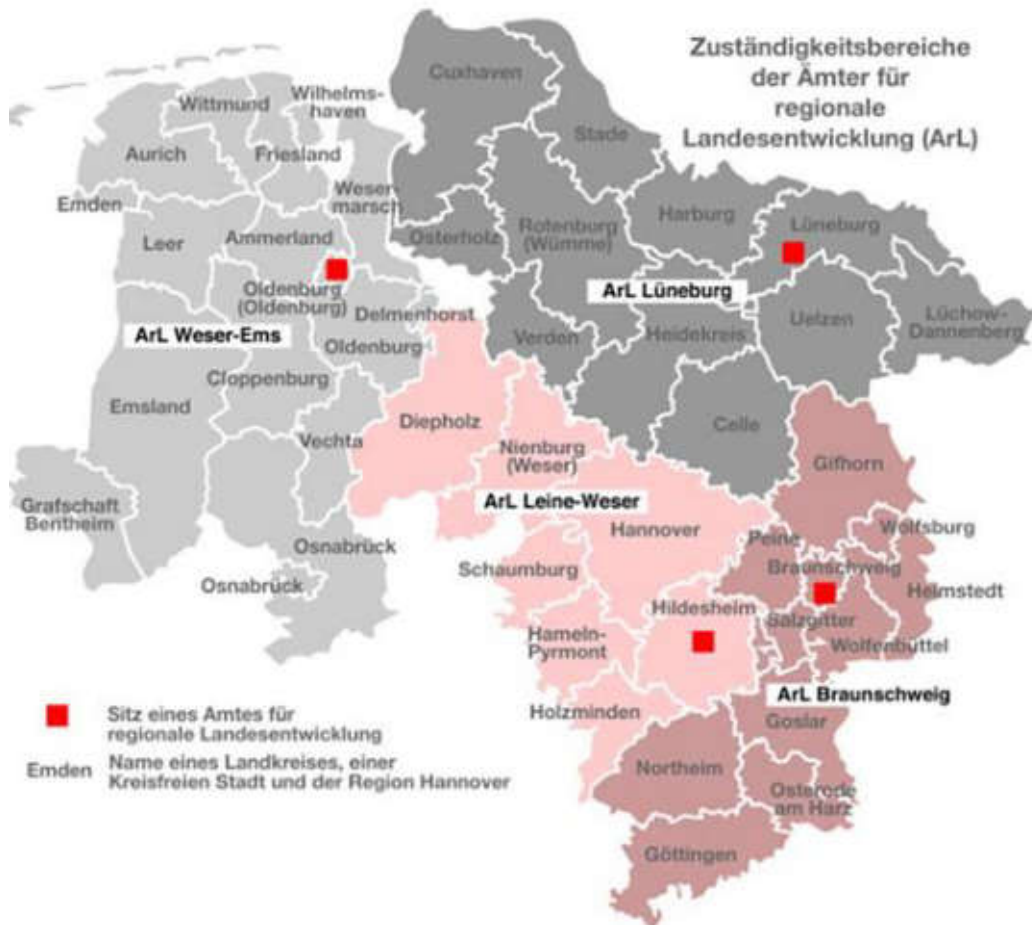 Zuständigkeitsbereiche
der Ämter für
regionale
Landesentwicklung (ArL)
Cuxhaven
Wilhelms-
haven
Wittmund
Stade
Aurich
Friesland
Emden
Weser-
marsch
Leer
Ammerland
Osterholz
Rotenburg
(Wümme)
Harburg
Lüneburg
Oldenburg
(Oldenburg)
ArL Lüneburg
Delmenhorst
Uelzen
Lüchow-
Dannenberg
ArL Weser-Ems
Oldenburg
Verden
Heidekreis
Cloppenburg
Emsland
Diepholz
Celle
Vechta
Nienburg
(Weser)
Gifhorn
Grafschaft
Bentheim
ArL Leine-Weser
Hannover
Wolfsburg
Peine
Osnabrück
Braunschweig
Schaumburg
Osnabrück
Helmstedt
Hildesheim
Salzgitter
Hameln-
Pyrmont
Wolfenbüttel
ArL Braunschweig
Holzminden
Goslar
Sitz eines Amtes für
regionale Landesentwicklung
Emden Name eines Landkreises, einer
Kreisfreien Stadt und der Region Hannover
Northeim
Osterode
am Harz
Göttingen